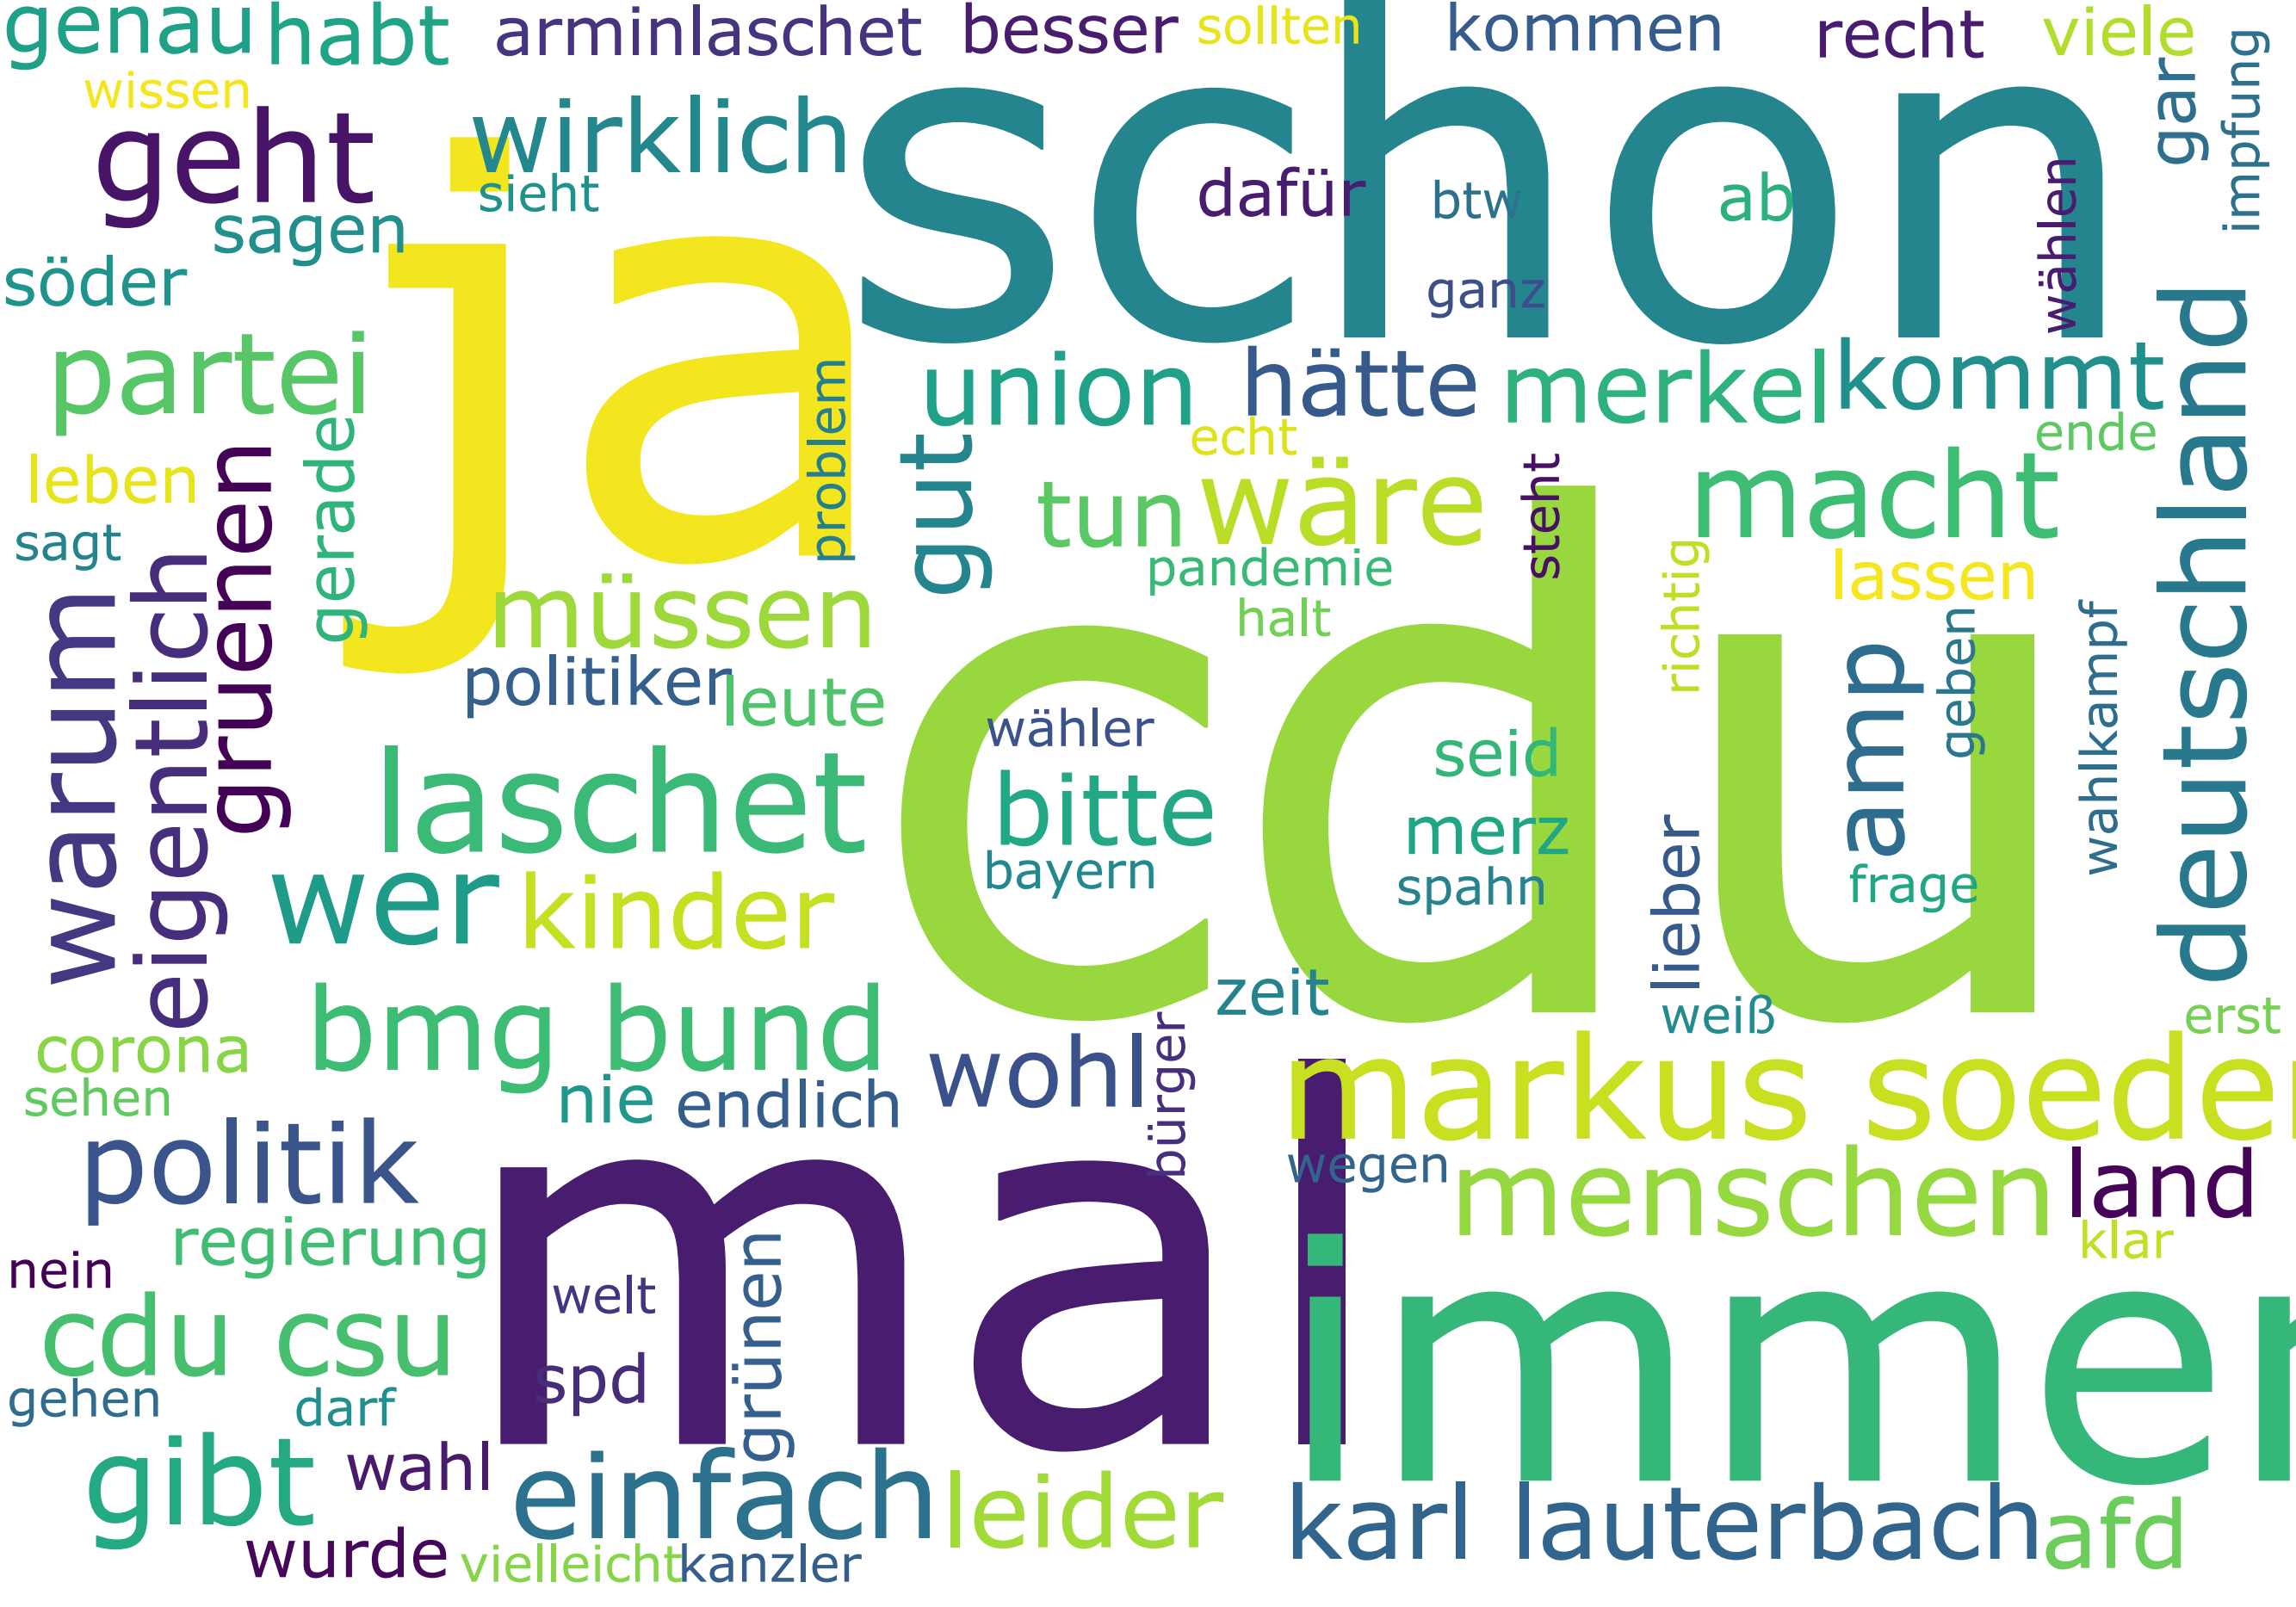 genau habt arminlaschet besser sollten kommen recht viele
wissen
gar
impfung
geht
wirklich
schon
sieht
dafür
btw
ab
wählen
sagen
söder
ganz
ja
partei
problem
union
hätte
merkel
kommt
deutschland
gerade
gruenen
leben
gut
echt
ende
tun
wäre
steht
macht
sagt
pandemie
lassen
richtig
warum
eigentlich
müssen
halt
cdu
amp
geben
wahlkampf
politiker
leute
wähler
seid
laschet
bitte
merz
lieber
wer
kinder
bayern
spahn
frage
bmg bund
zeit
weiß
erst
corona
sehen
nie
endlich
wohl
bürger
markus soeder
politik
mal
wegen
menschen
land
regierung
klar
nein
welt
grünen
immer
cdu csu
spd
gehen
darf
gibt
wahl
einfach
leider
karl lauterbach
afd
wurde
vielleicht
kanzler